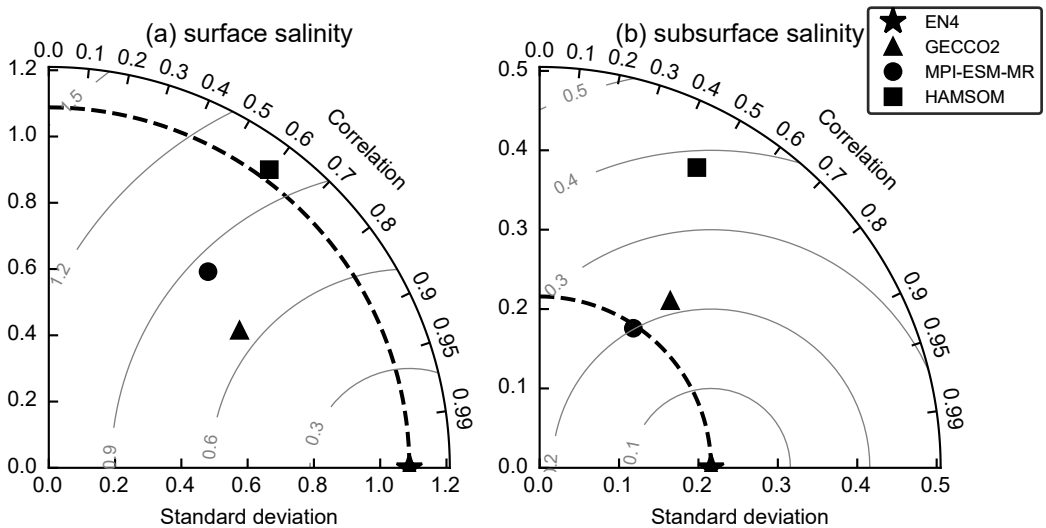 (a) surface salinity
0.0 0.1 0.2 0.3 0.4 0.5 0.6 0.7 0.8 0.9 0.95 0.99
Correlation
1.2
1.0
0.8
0.6
0.4
0.2
0.0
1.5
1.2
0.9
0.6
0.3
0.0 0.2 0.4 0.6 0.8 1.0 1.2
Standard deviation
(b) subsurface salinity
0.0 0.1 0.2 0.3 0.4 0.5 0.6 0.7 0.8 0.9 0.95 0.99
Correlation
0.5
0.4
0.3
0.2
0.1
0.0
0.5
0.4
0.3
0.2
0.1
0.0 0.1 0.2 0.3 0.4 0.5
Standard deviation
EN4
GECCO2
MPI-ESM-MR
HAMSOM